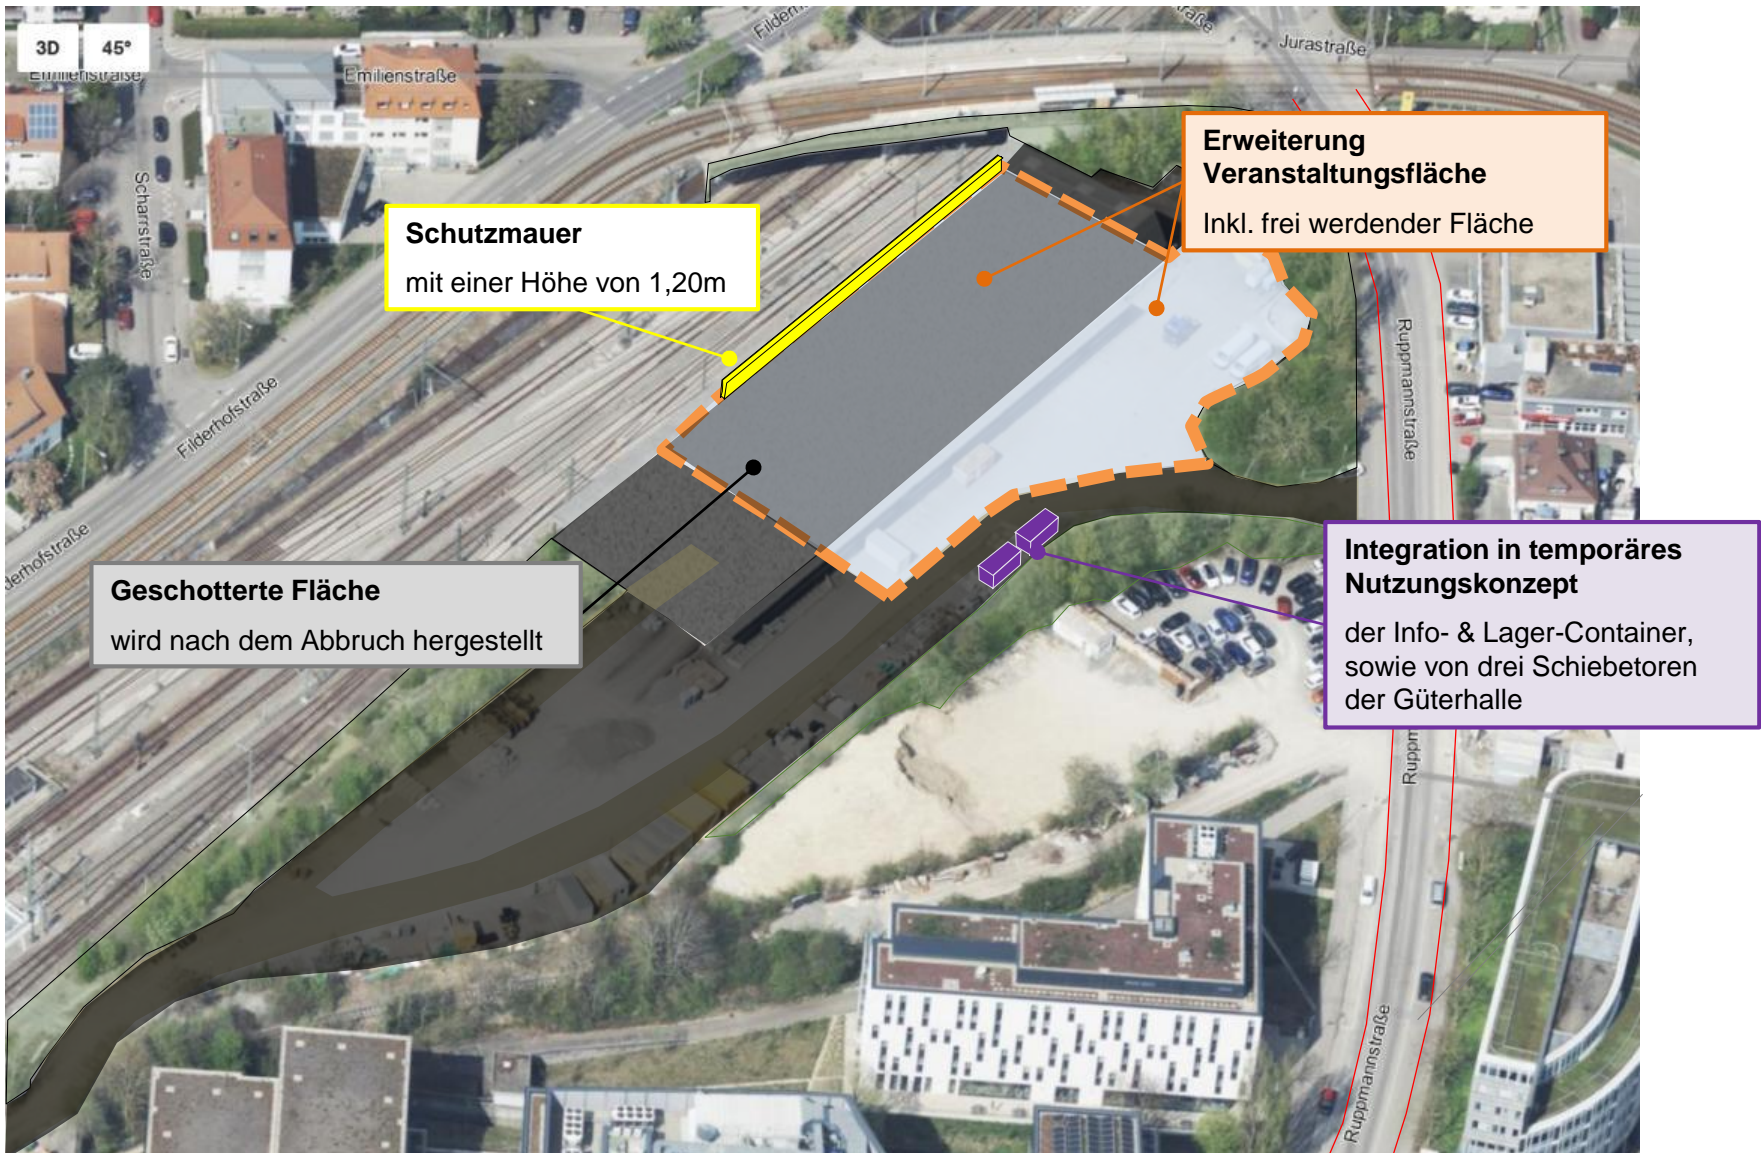 3D
45°
Emilienstraße
Emilienstraße
Jurastraße
Scharrstraße
Erweiterung
Veranstaltungsfläche
Inkl. frei werdender Fläche
Schutzmauer
mit einer Höhe von 1,20m
Ruppmannstraße
Filderhofstraße
Integration in temporäres
Nutzungskonzept
der Info- & Lager-Container,
sowie von drei Schiebetoren
der Güterhalle
Geschotterte Fläche
wird nach dem Abbruch hergestellt
Ruppmannstraße